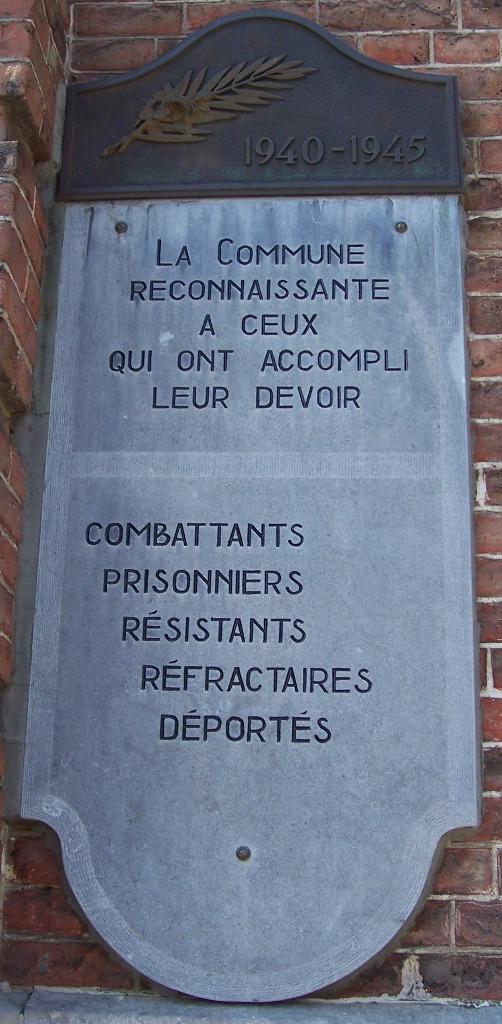 1940-1945
La Commune
RECONNAISSANTE
A CEUX
QUI ONT ACCOMPLI
LEUR DEVOIR
COMBATTANTS
PRISONNIERS
RÉSISTANTS
RÉFRACTAIRES
DÉPORTÉS